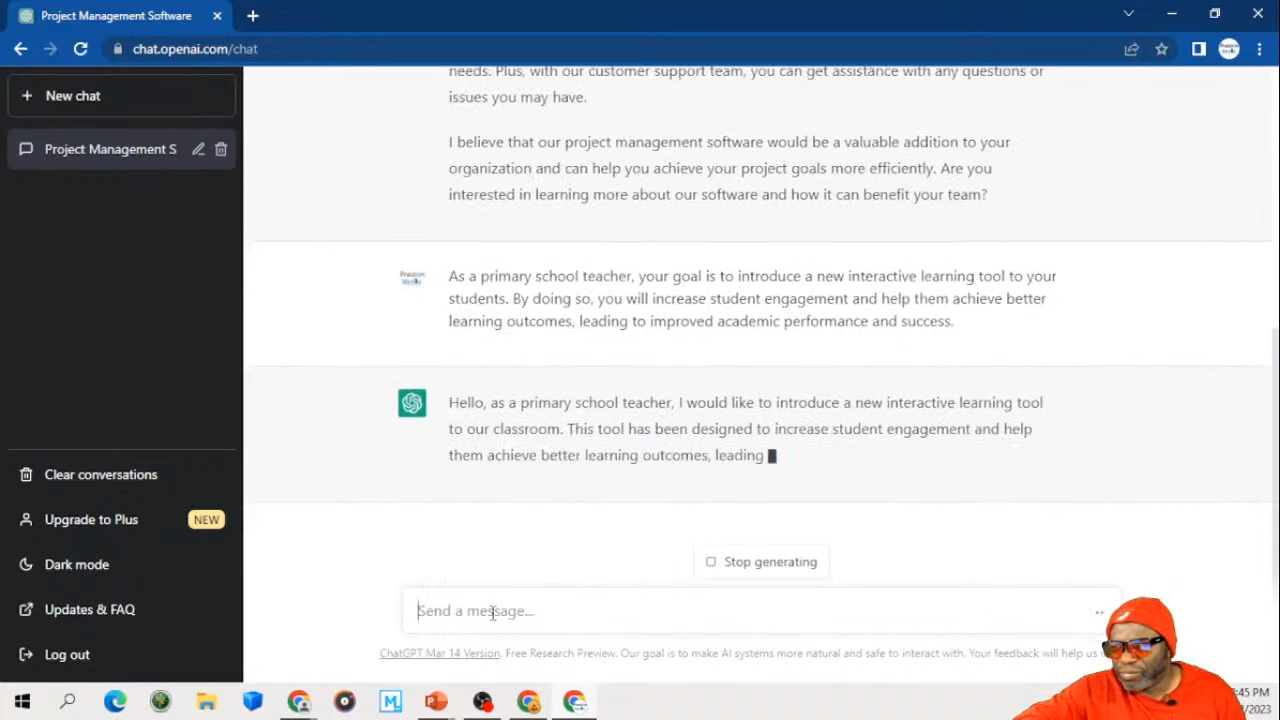 Project Management Software
chat.openai.com/chat
New chat
Project Management S
needs. Plus, with our customer support team, you can get assistance with any questions or
issues you may have.
I believe that our project management software would be a valuable addition to your
organization and can help you achieve your project goals more efficiently. Are you
interested in learning more about our software and how it can benefit your team?
As a primary school teacher, your goal is to introduce a new interactive learning tool to your
students. By doing so, you will increase student engagement and help them achieve better
learning outcomes, leading to improved academic performance and success.
Hello, as a primary school teacher, I would like to introduce a new interactive learning tool
to our classroom. This tool has been designed to increase student engagement and help
them achieve better learning outcomes, leading
Clear conversations
Upgrade to Plus NEW
Dark mode
Updates & FAQ
Log out
Stop generating
Send a message...
ChatGPT Mar 14 Version. Free Research Preview. Our goal is to make AI systems more natural and safe to interact with. Your feedback will help us
:45 PM
/2023